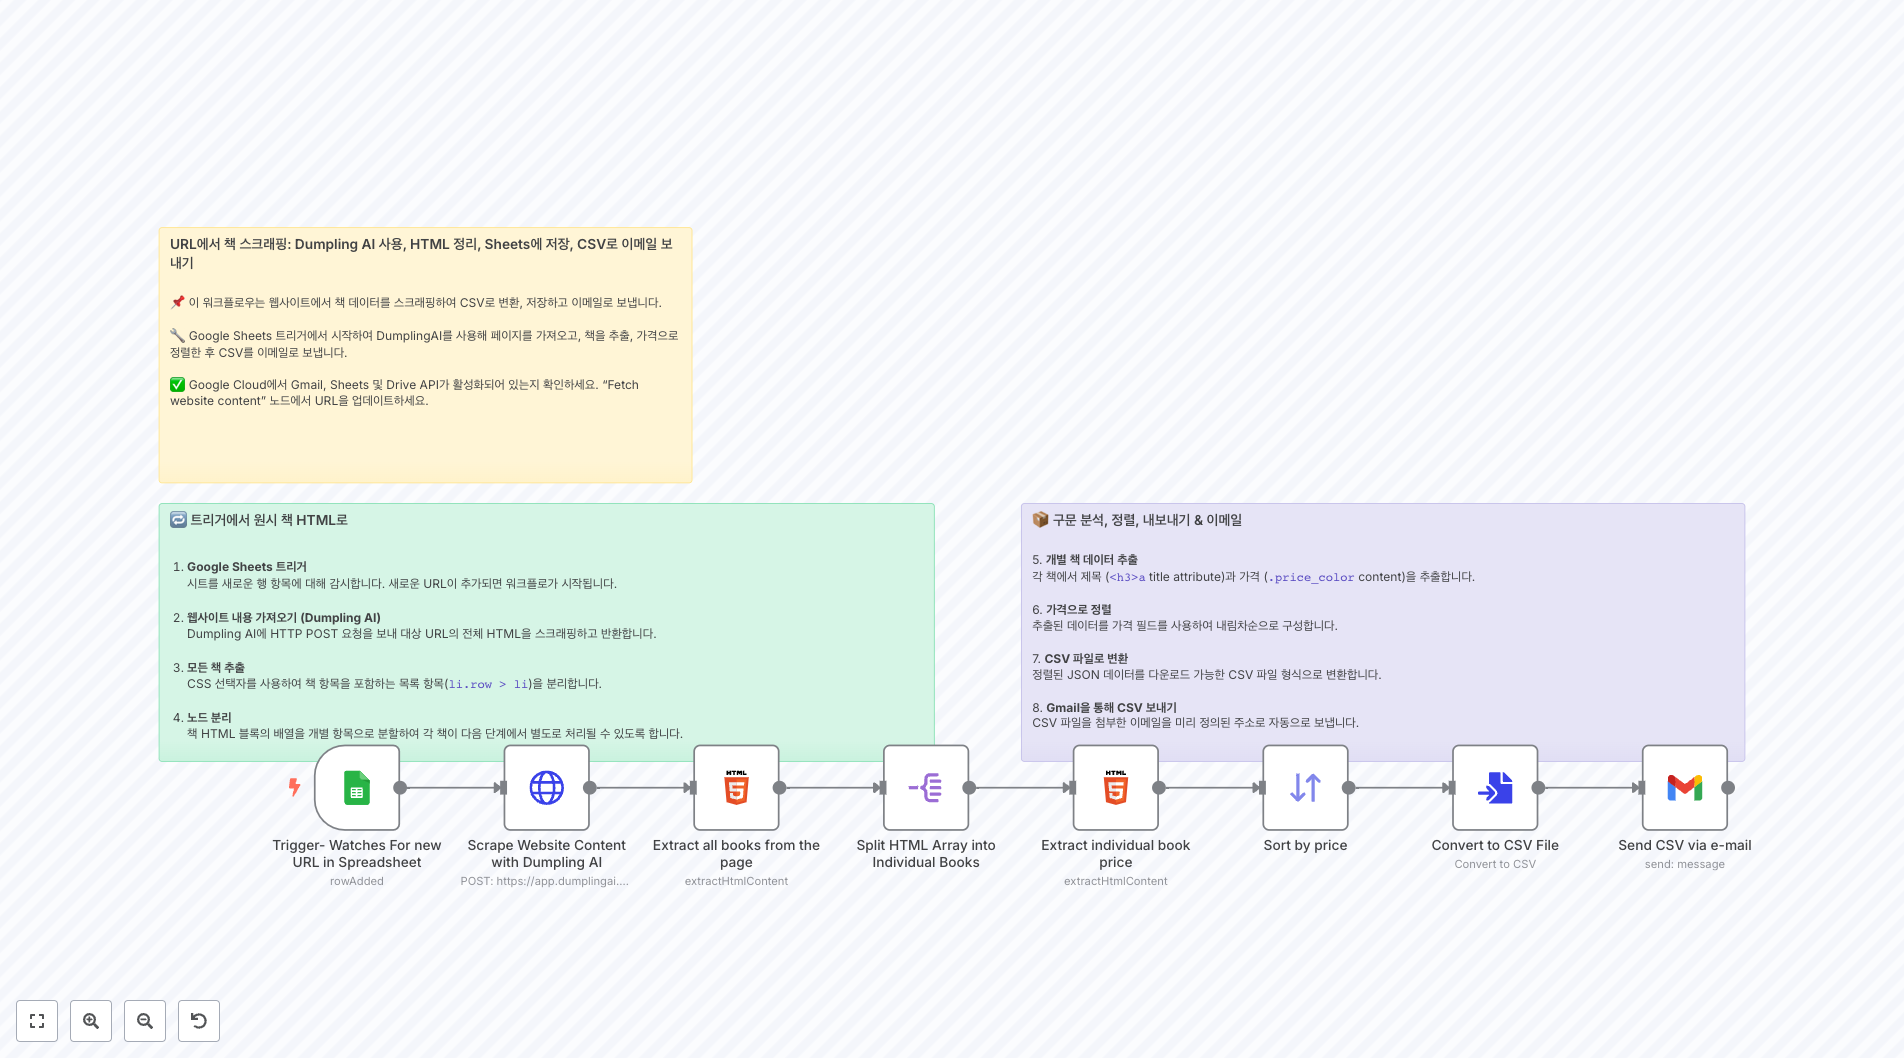 URL에서 책 스크래핑: Dumpling AI 사용, HTML 정리, Sheets에 저장, CSV로 이메일 보
내기
📌 이 워크플로우는 웹사이트에서 책 데이터를 스크래핑하여 CSV로 변환, 저장하고 이메일로 보냅니다.
🔧 Google Sheets 트리거에서 시작하여 DumplingAI를 사용해 페이지를 가져오고, 책을 추출, 가격으로
정렬한 후 CSV를 이메일로 보냅니다.
✅ Google Cloud에서 Gmail, Sheets 및 Drive API가 활성화되어 있는지 확인하세요. “Fetch
website content” 노드에서 URL을 업데이트하세요.
🔁 트리거에서 원시 책 HTML로
1. Google Sheets 트리거
시트를 새로운 행 항목에 대해 감시합니다. 새로운 URL이 추가되면 워크플로가 시작됩니다.
2. 웹사이트 내용 가져오기 (Dumpling AI)
Dumpling AI에 HTTP POST 요청을 보내 대상 URL의 전체 HTML을 스크래핑하고 반환합니다.
3. 모든 책 추출
CSS 선택자를 사용하여 책 항목을 포함하는 목록 항목(li.row > li)을 분리합니다.
4. 노드 분리
책 HTML 블록의 배열을 개별 항목으로 분할하여 각 책이 다음 단계에서 별도로 처리될 수 있도록 합니다.
📦 구문 분석, 정렬, 내보내기 & 이메일
5. 개별 책 데이터 추출
각 책에서 제목 (<h3>a title attribute)과 가격 (.price_color content)을 추출합니다.
6. 가격으로 정렬
추출된 데이터를 가격 필드를 사용하여 내림차순으로 구성합니다.
7. CSV 파일로 변환
정렬된 JSON 데이터를 다운로드 가능한 CSV 파일 형식으로 변환합니다.
8. Gmail을 통해 CSV 보내기
CSV 파일을 첨부한 이메일을 미리 정의된 주소로 자동으로 보냅니다.
HTML
HTML
Trigger- Watches For new
URL in Spreadsheet
rowAdded
Scrape Website Content
with Dumpling AI
POST: https://app.dumplingai....
Extract all books from the
page
extractHtmlContent
Split HTML Array into
Individual Books
Extract individual book
price
extractHtmlContent
Sort by price
Convert to CSV File
Convert to CSV
Send CSV via e-mail
send: message